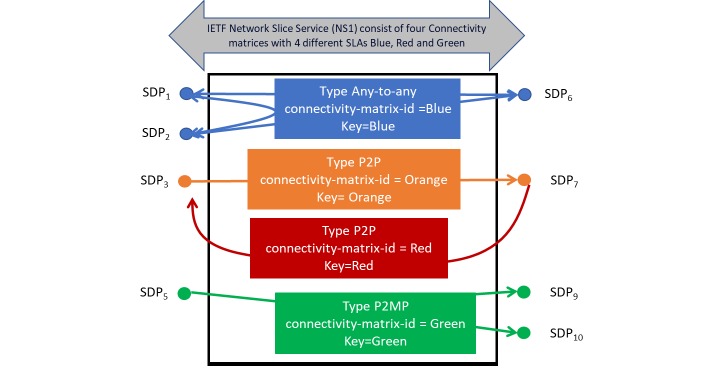 IETF Network Slice Service (NS1) consist of four Connectivity
matrices with 4 different SLAs Blue, Red and Green
SDP1
SDP2
Type Any-to-any
connectivity-matrix-id =Blue
Key=Blue
SDP6
SDP3
Type P2P
connectivity-matrix-id = Orange
Key= Orange
SDP7
Type P2P
connectivity-matrix-id = Red
Key=Red
SDP5
Type P2MP
connectivity-matrix-id = Green
Key=Green
SDP9
SDP10